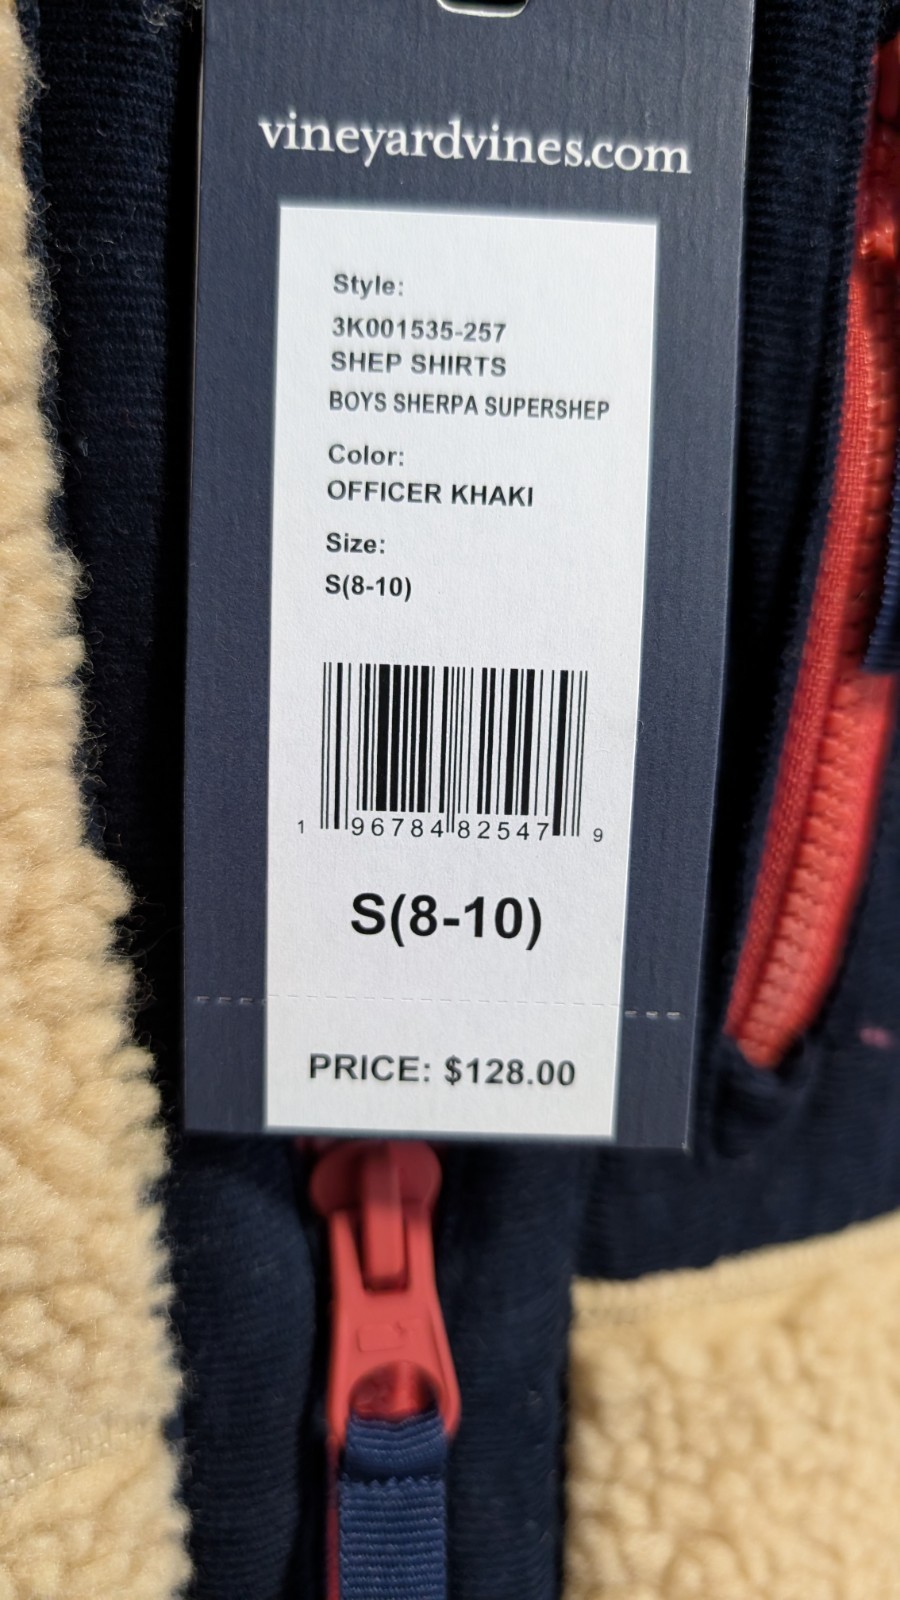 vineyardvines.com
Style:
3K001535-257
SHEP SHIRTS
BOYS SHERPA SUPERSHEP
Color:
OFFICER KHAKI
Size:
S(8-10)
1 96784 82547 9
S(8-10)
PRICE: $128.00